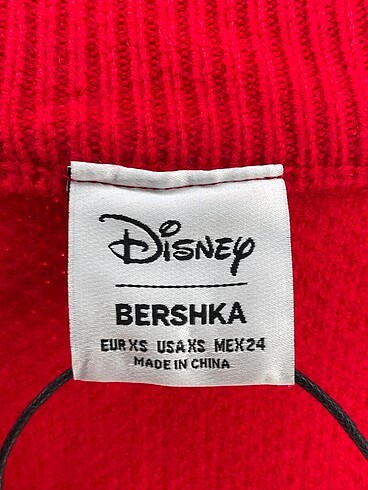 Disney
BERSHKA
EUR XS USA XS MEX 24
MADE IN CHINA